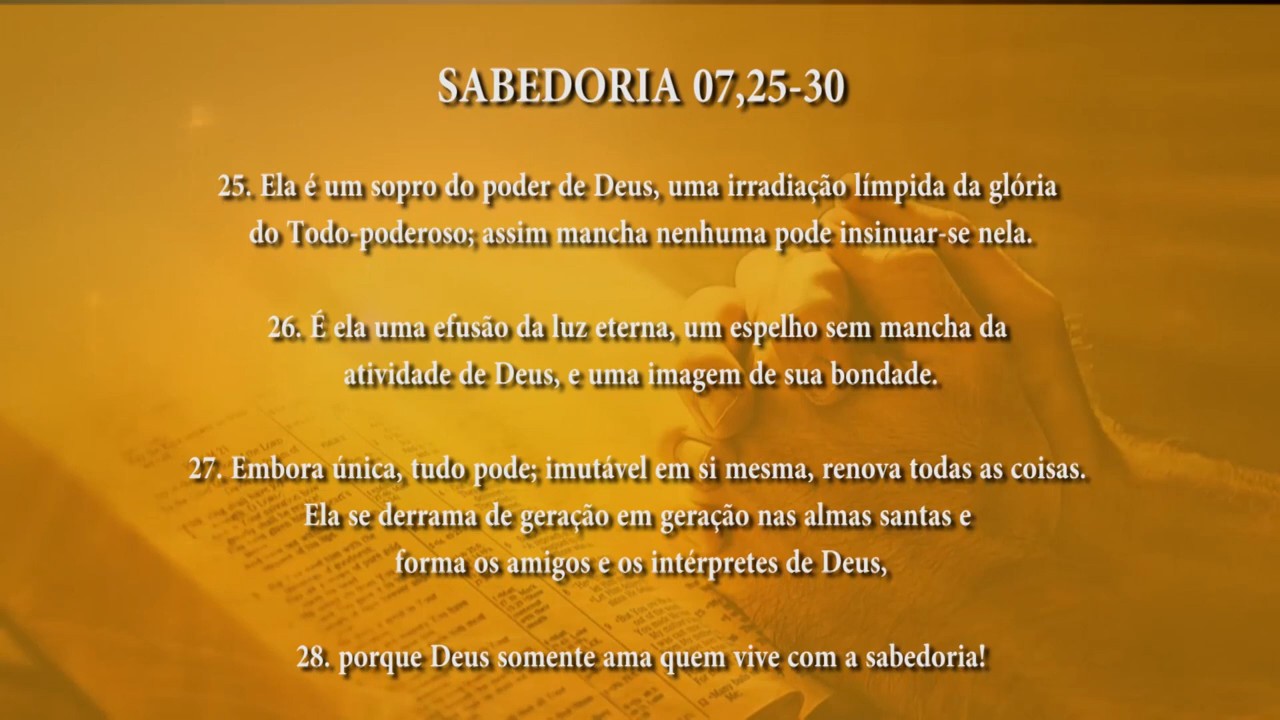 SABEDORIA 07,25-30
25. Ela é um sopro do poder de Deus, uma irradiação límpida da glória
do Todo-poderoso; assim mancha nenhuma pode insinuar-se nela.
26. É ela uma efusão da luz eterna, um espelho sem mancha da
atividade de Deus, e uma imagem de sua bondade.
27. Embora única, tudo pode; imutável em si mesma, renova todas as coisas.
Ela se derrama de geração em geração nas almas santas e
forma os amigos e os intérpretes de Deus,
28. porque Deus somente ama quem vive com a sabedoria!